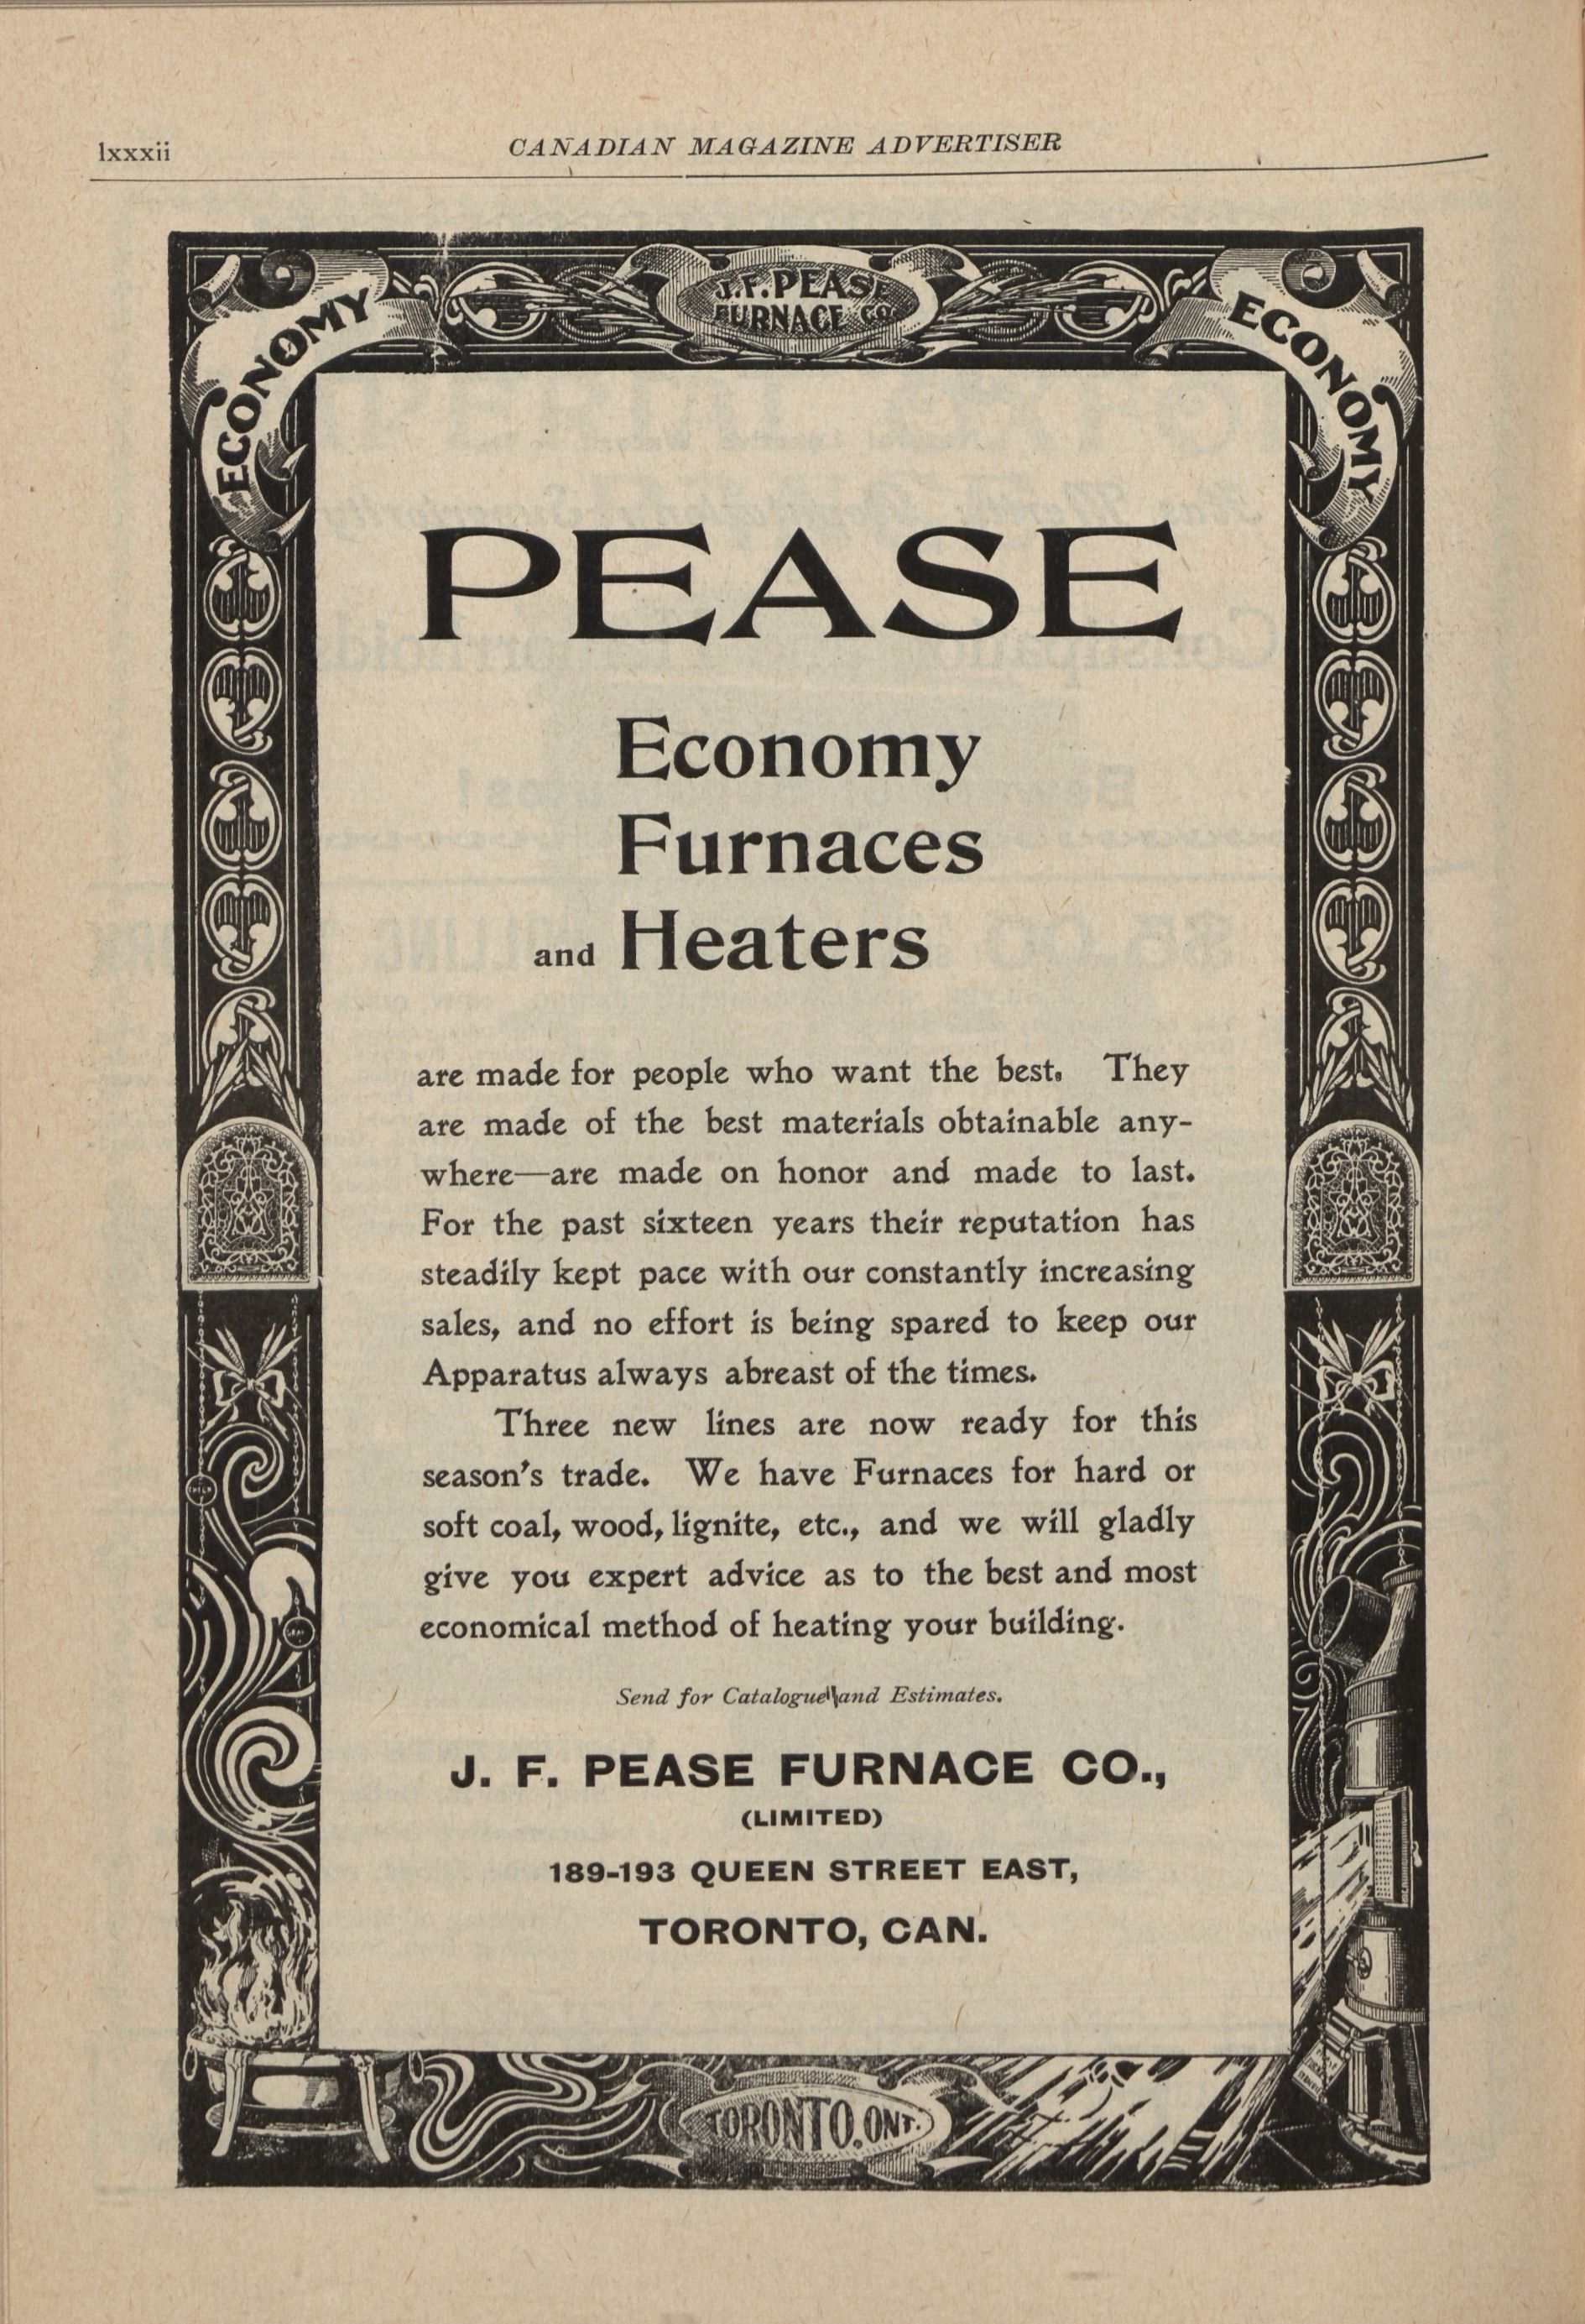 lxxxii
CANADIAN MAGAZINE ADVERTISER
J.F. PEASE
FURNACE CO.
ECONOMY
ECONOMY
PEASE
Economy
Furnaces
and Heaters
are made for people who want the best. They
are made of the best materials obtainable any-
where—are made on honor and made to last.
For the past sixteen years their reputation has
steadily kept pace with our constantly increasing
sales, and no effort is being spared to keep our
Apparatus always abreast of the times.
Three new lines are now ready for this
season's trade. We have Furnaces for hard or
soft coal, wood, lignite, etc., and we will gladly
give you expert advice as to the best and most
economical method of heating your building.
Send for Catalogue and Estimates.
J. F. PEASE FURNACE CO.,
(LIMITED)
189-193 QUEEN STREET EAST,
TORONTO, CAN.
TORONTO. ONT.